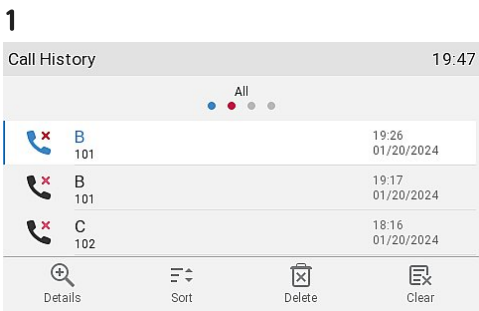 1
Call History 19:47
All
B 19:26
101 01/20/2024
B 19:17
101 01/20/2024
C 18:16
102 01/20/2024
Details Sort Delete Clear